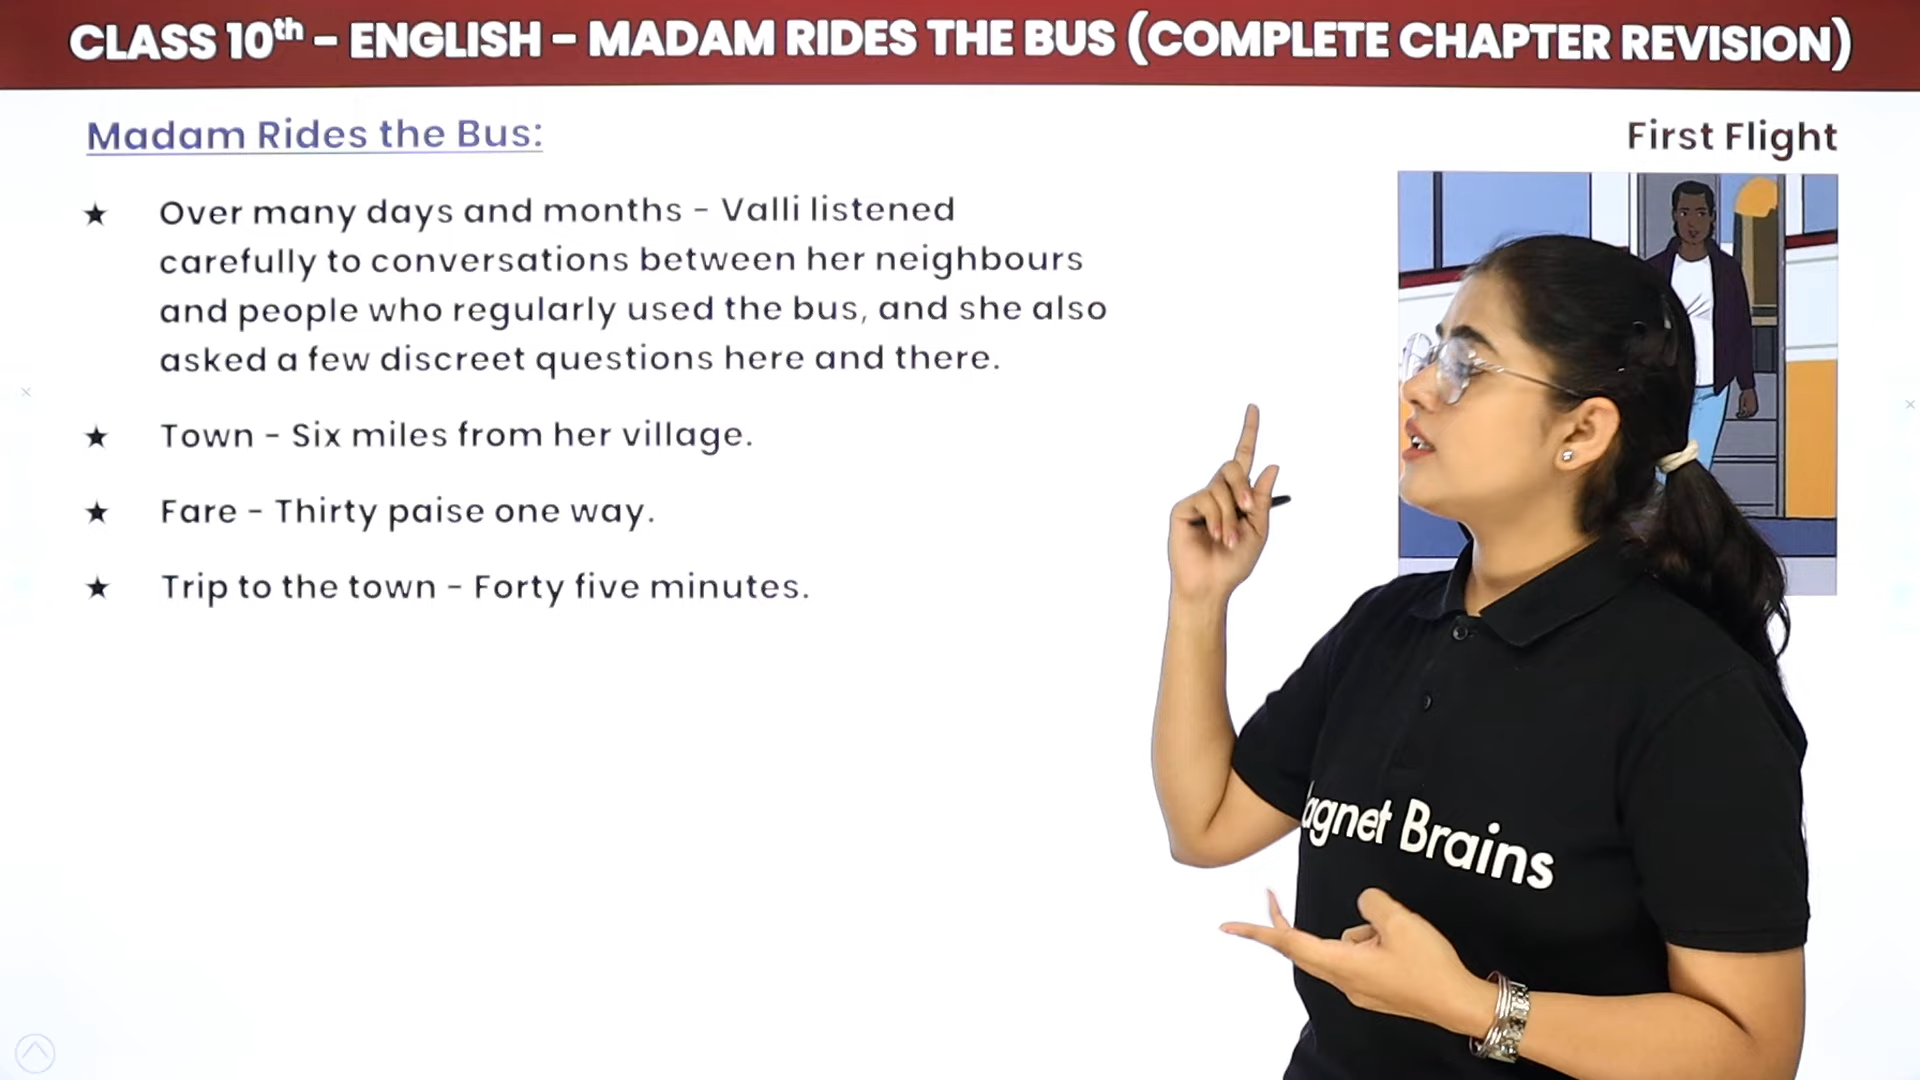 CLASS 10th – ENGLISH – MADAM RIDES THE BUS (COMPLETE CHAPTER REVISION)
Madam Rides the Bus:
First Flight
★ Over many days and months – Valli listened
carefully to conversations between her neighbours
and people who regularly used the bus, and she also
asked a few discreet questions here and there.
★ Town – Six miles from her village.
★ Fare – Thirty paise one way.
★ Trip to the town – Forty five minutes.
agnet Brains